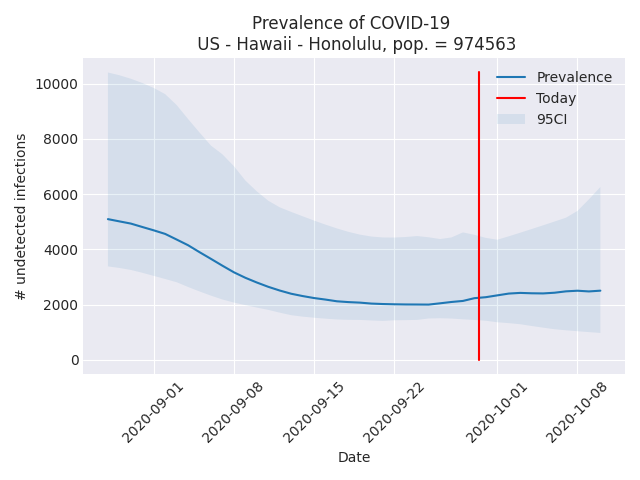 Prevalence of COVID-19
US - Hawaii - Honolulu, pop. = 974563
10000
8000
6000
4000
2000
0
# undetected infections
Prevalence
Today
95CI
2020-09-01
2020-09-08
2020-09-15
2020-09-22
2020-10-01
2020-10-08
Date